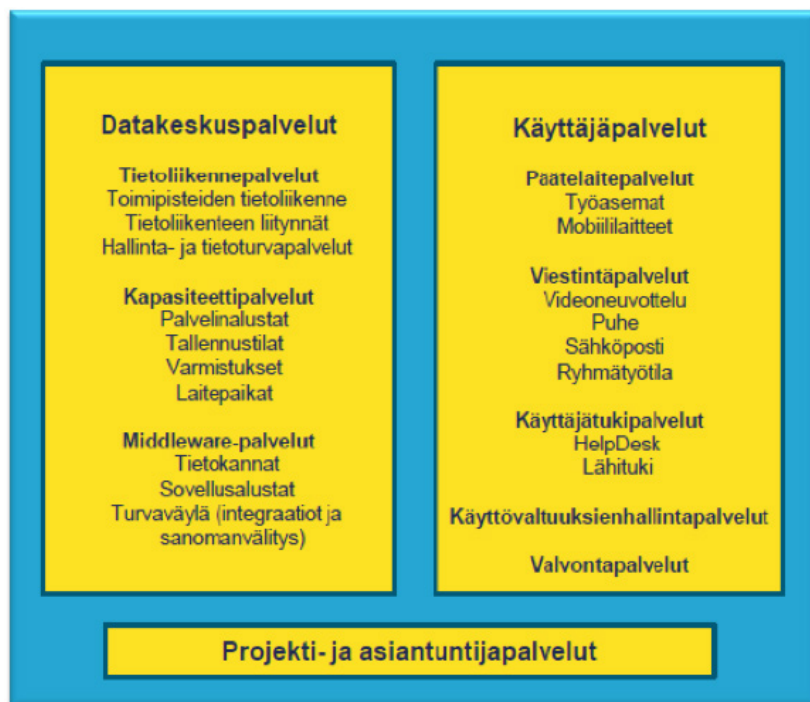 Datakeskuspalvelut
Tietoliikennepalvelut
Toimipisteiden tietoliikenne
Tietoliikenteen liitynnät
Hallinta- ja tietoturvapalvelut
Kapasiteettipalvelut
Palvelinalustat
Tallennustilat
Varmistukset
Laitepaikat
Middleware-palvelut
Tietokannat
Sovellusalustat
Turvaväylä (integraatiot ja
sanomanvälitys)
Käyttäjäpalvelut
Päätelaitepalvelut
Työasemat
Mobiililaitteet
Viestintäpalvelut
Videoneuvottelu
Puhe
Sähköposti
Ryhmätyötila
Käyttäjätukipalvelut
HelpDesk
Lähituki
Käyttövaltuuksienhallintapalvelut
Valvontapalvelut
Projekti- ja asiantuntijapalvelut